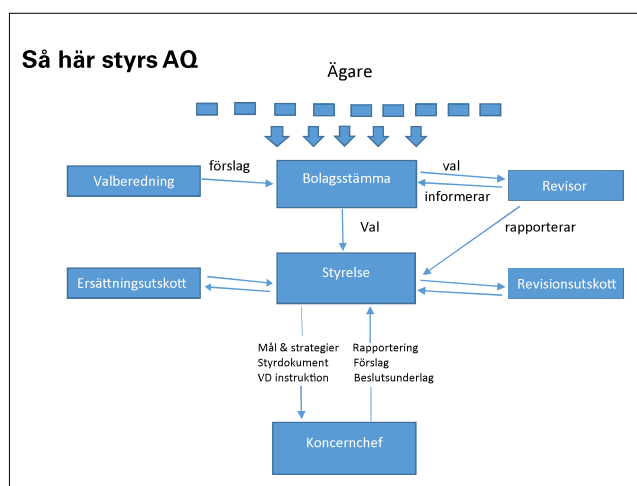 Så här styrs AQ
Ägare
förslag
val
Valberedning
Bolagsstämma
Revisor
informerar
Val
rapporterar
Styrelse
Ersättningsutskott
Revisionsutskott
Mål & strategier
Styrdokument
VD instruktion
Rapportering
Förslag
Beslutsunderlag
Koncernchef